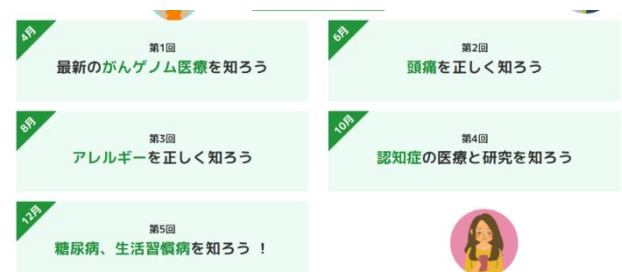 4月
第1回
最新のがんゲノム医療を知ろう
6月
第2回
頭痛を正しく知ろう
8月
第3回
アレルギーを正しく知ろう
10月
第4回
認知症の医療と研究を知ろう
12月
第5回
糖尿病、生活習慣病を知ろう！